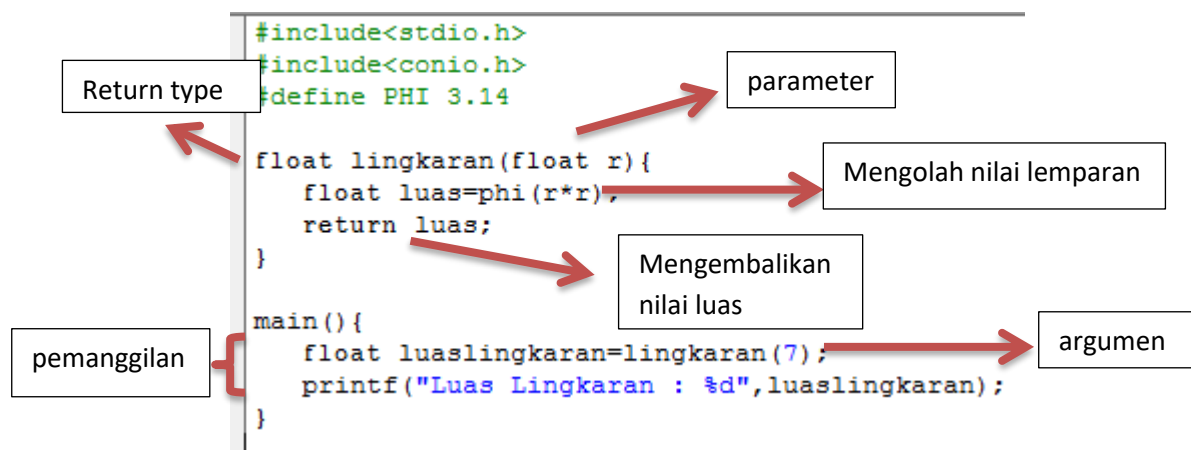 #include<stdio.h>
#include<conio.h>
#define PHI 3.14
Return type
parameter
float lingkaran(float r){
float luas=phi(r*r);
return luas;
}
Mengolah nilai lemparan
Mengembalikan
nilai luas
main(){
float luaslingkaran=lingkaran(7);
printf("Luas Lingkaran : %d",luaslingkaran);
}
pemanggilan
argumen